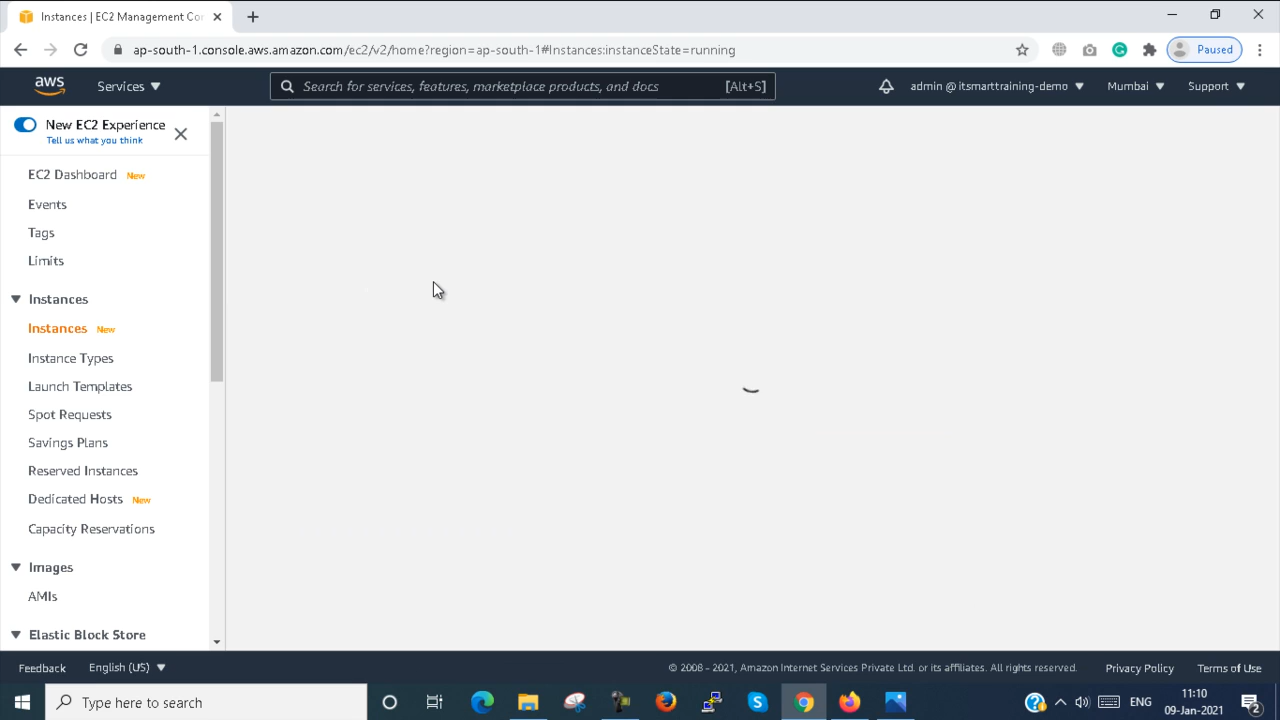 Instances | EC2 Management Co
ap-south-1.console.aws.amazon.com/ec2/v2/home?region=ap-south-1#Instances:instanceState=running
Paused
aws
Services
Search for services, features, marketplace products, and docs
[Alt+S]
admin @ itsmarttraining-demo
Mumbai
Support
New EC2 Experience
Tell us what you think
EC2 Dashboard New
Events
Tags
Limits
Instances
Instances New
Instance Types
Launch Templates
Spot Requests
Savings Plans
Reserved Instances
Dedicated Hosts New
Capacity Reservations
Images
AMIs
Elastic Block Store
Feedback
English (US)
© 2008 - 2021, Amazon Internet Services Private Ltd. or its affiliates. All rights reserved.
Privacy Policy
Terms of Use
Type here to search
ENG
11:10
09-Jan-2021
2